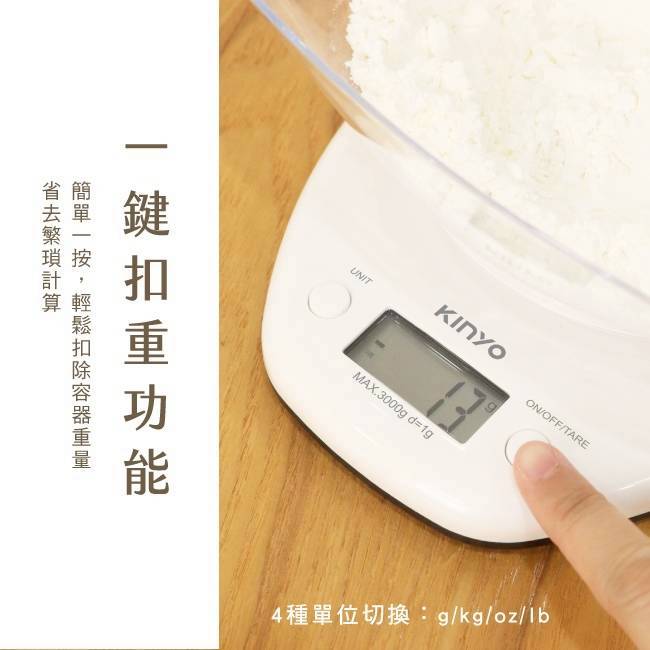 一鍵扣重功能
簡單一按，輕鬆扣除容器重量
省去繁瑣計算
UNIT
KINYO
13g
MAX.3000g d=1g
ON/OFF/TARE
4種單位切換：g/kg/oz/lb